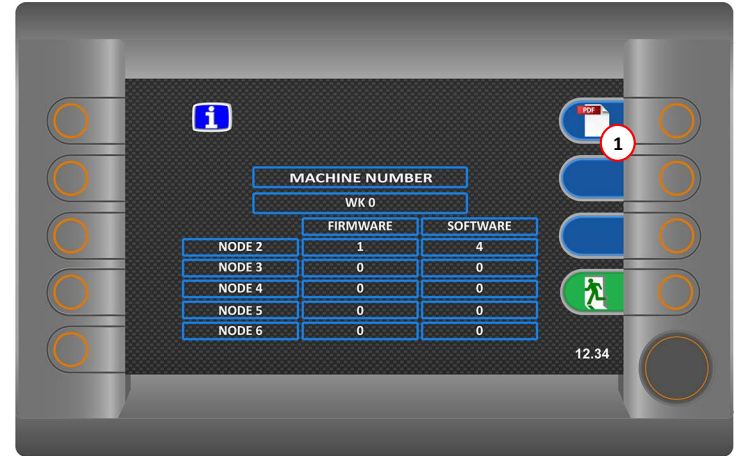 PDF
i
1
MACHINE NUMBER
WK 0
FIRMWARE SOFTWARE
NODE 2 1 4
NODE 3 0 0
NODE 4 0 0
NODE 5 0 0
NODE 6 0 0
12.34